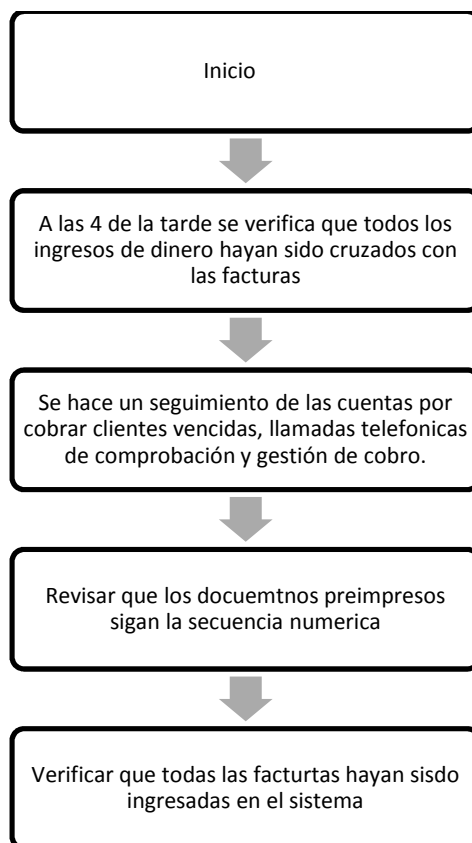 Inicio
A las 4 de la tarde se verifica que todos los
ingresos de dinero hayan sido cruzados con
las facturas
Se hace un seguimiento de las cuentas por
cobrar clientes vencidas, llamadas telefonicas
de comprobación y gestión de cobro.
Revisar que los docuemtnos preimpresos
sigan la secuencia numerica
Verificar que todas las facturtas hayan sisdo
ingresadas en el sistema